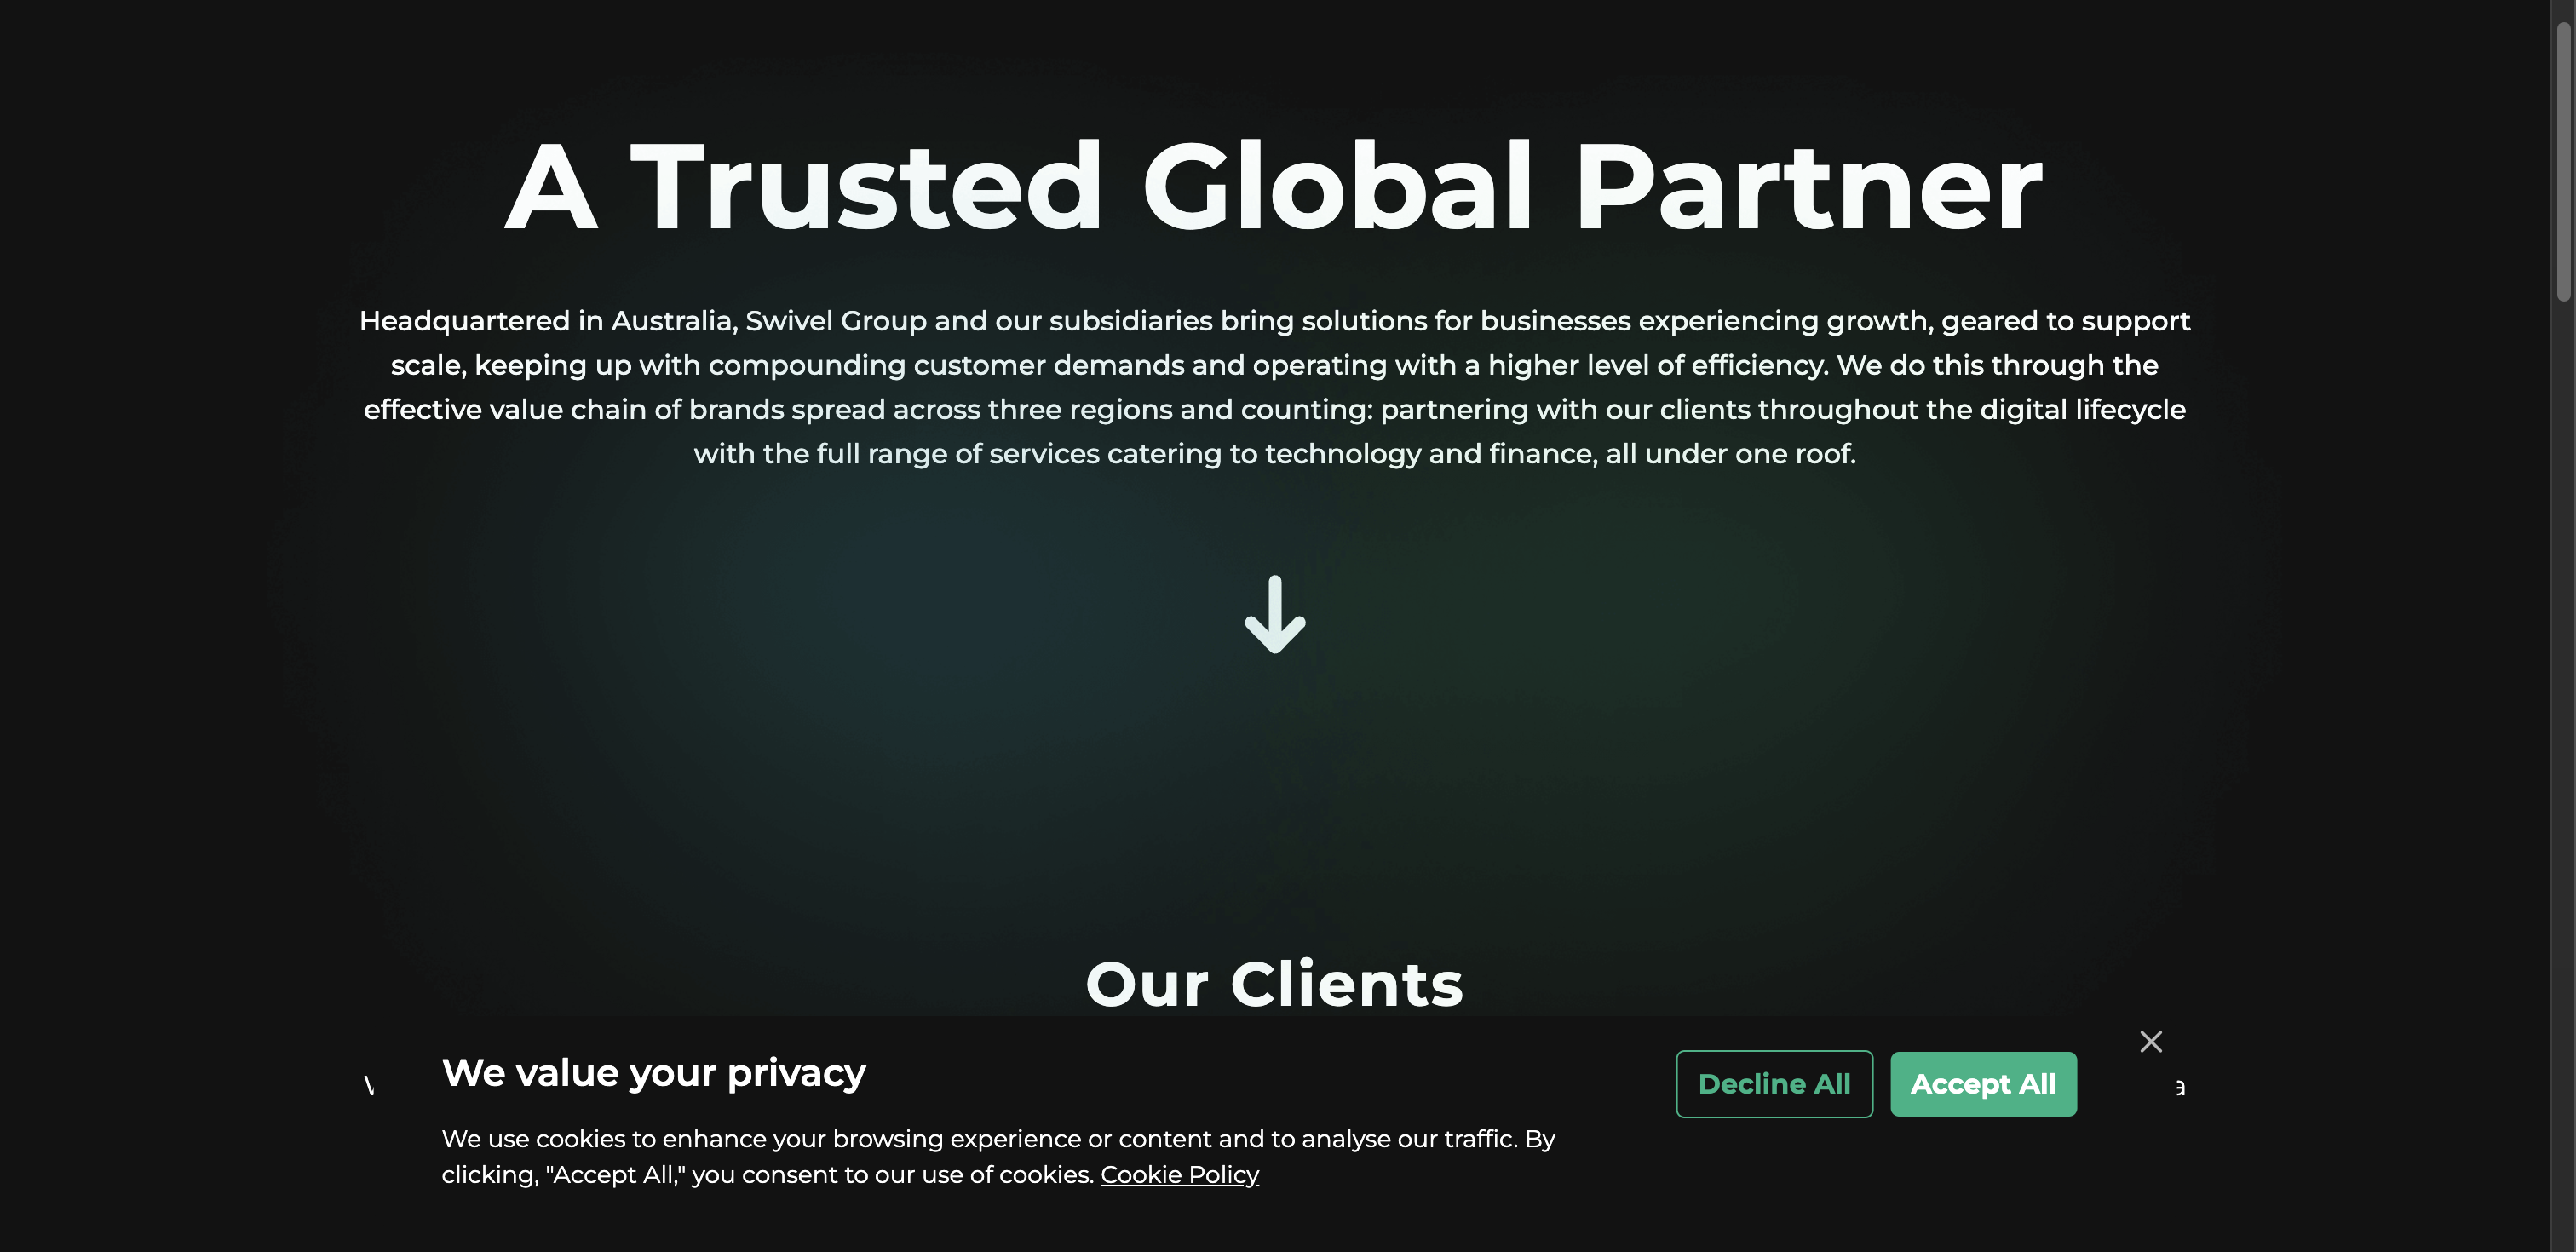 A Trusted Global Partner
Headquartered in Australia, Swivel Group and our subsidiaries bring solutions for businesses experiencing growth, geared to support
scale, keeping up with compounding customer demands and operating with a higher level of efficiency. We do this through the
effective value chain of brands spread across three regions and counting: partnering with our clients throughout the digital lifecycle
with the full range of services catering to technology and finance, all under one roof.
Our Clients
We value your privacy
Decline All
Accept All
We use cookies to enhance your browsing experience or content and to analyse our traffic. By
clicking, "Accept All," you consent to our use of cookies. Cookie Policy